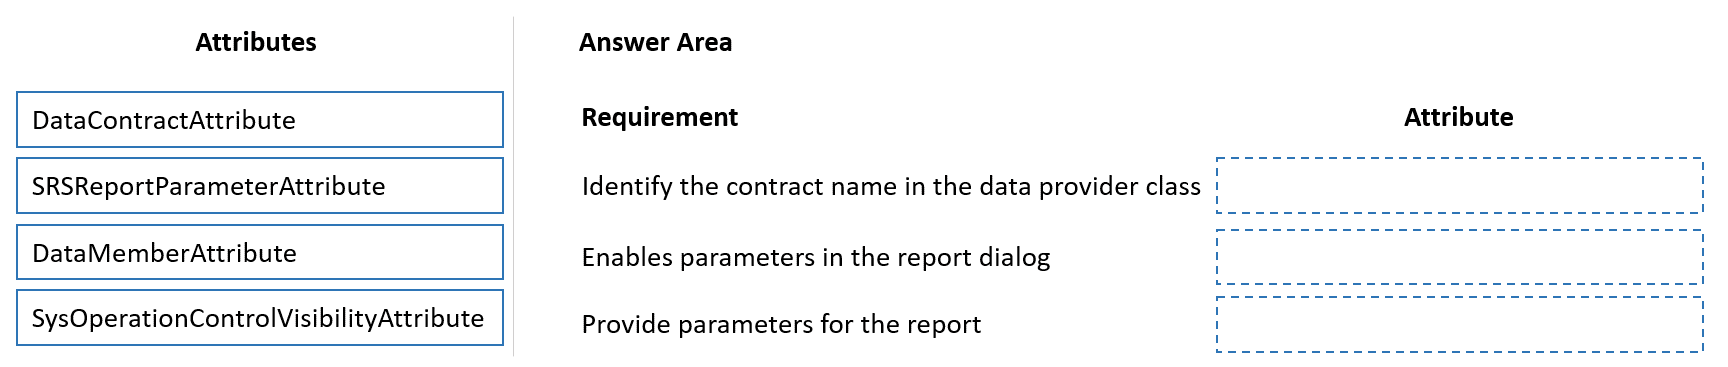 Attributes
DataContractAttribute
SRSReportParameterAttribute
DataMemberAttribute
SysOperationControlVisibilityAttribute
Answer Area
Requirement
Attribute
Identify the contract name in the data provider class
Enables parameters in the report dialog
Provide parameters for the report